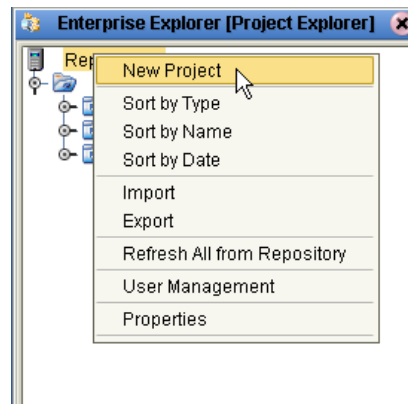 Enterprise Explorer [Project Explorer]
New Project
Sort by Type
Sort by Name
Sort by Date
Import
Export
Refresh All from Repository
User Management
Properties